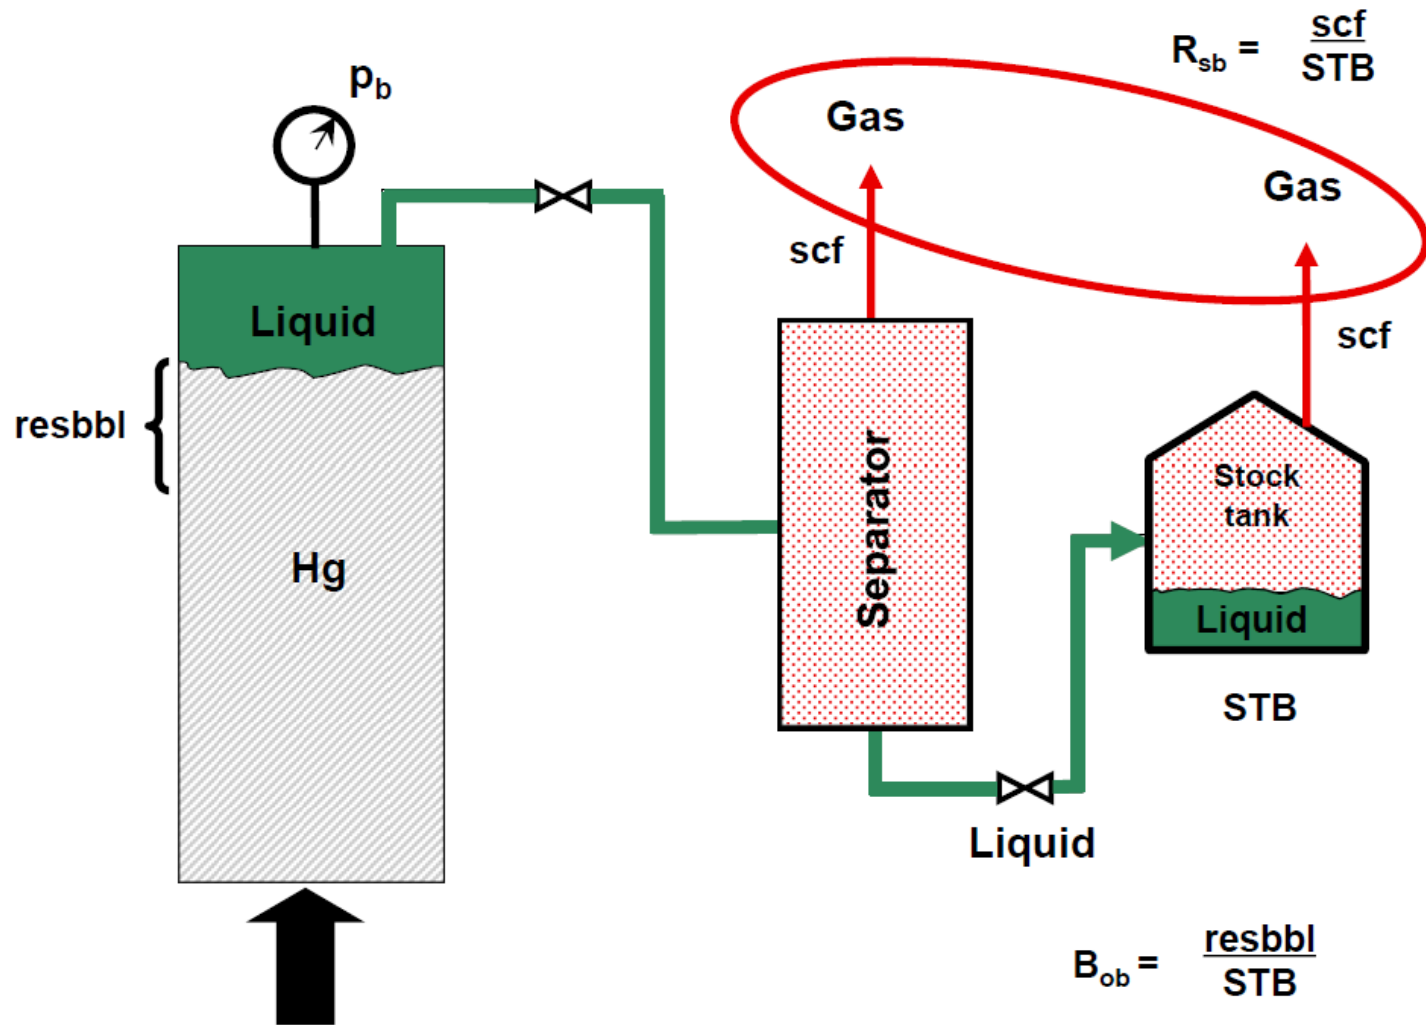 R_sb = scf
STB
p_b
Gas
Gas
scf
scf
Liquid
resbbl
Hg
Separator
Stock
tank
Liquid
STB
Liquid
B_ob = resbbl
STB